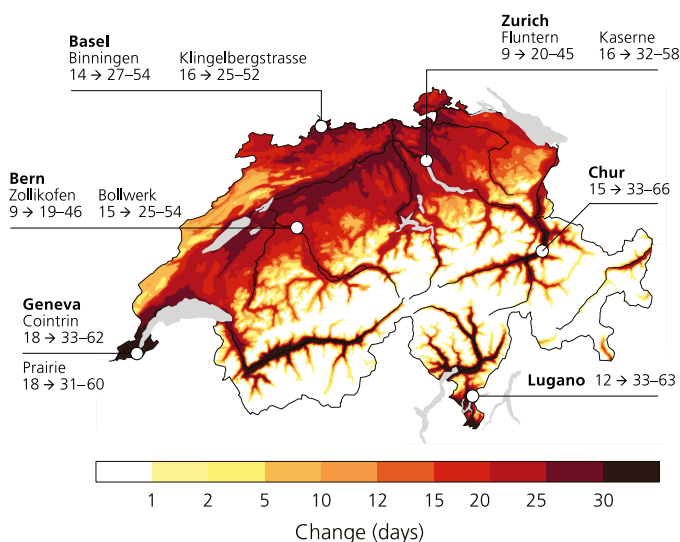 Basel
Binningen Klingelbergstrasse
14 → 27–54 16 → 25–52
Zurich
Fluntern Kaserne
9 → 20–45 16 → 32–58
Bern
Zollikofen Bollwerk
9 → 19–46 15 → 25–54
Chur
15 → 33–66
Geneva
Cointrin
18 → 33–62
Prairie
18 → 31–60
Lugano 12 → 33–63
1 2 5 10 12 15 20 25 30
Change (days)